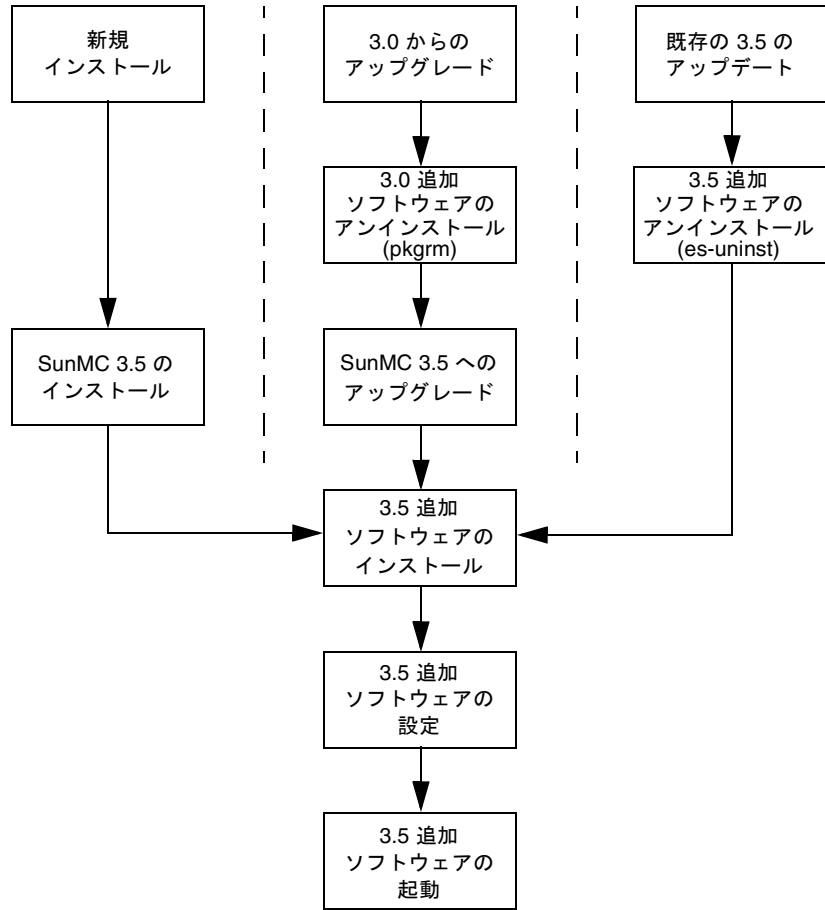 新規
インストール
3.0 からの
アップグレード
既存の 3.5 の
アップデート
3.0 追加
ソフトウェアの
アンインストール
(pkgrm)
3.5 追加
ソフトウェアの
アンインストール
(es-uninst)
SunMC 3.5 の
インストール
SunMC 3.5 への
アップグレード
3.5 追加
ソフトウェアの
インストール
3.5 追加
ソフトウェアの
設定
3.5 追加
ソフトウェアの
起動